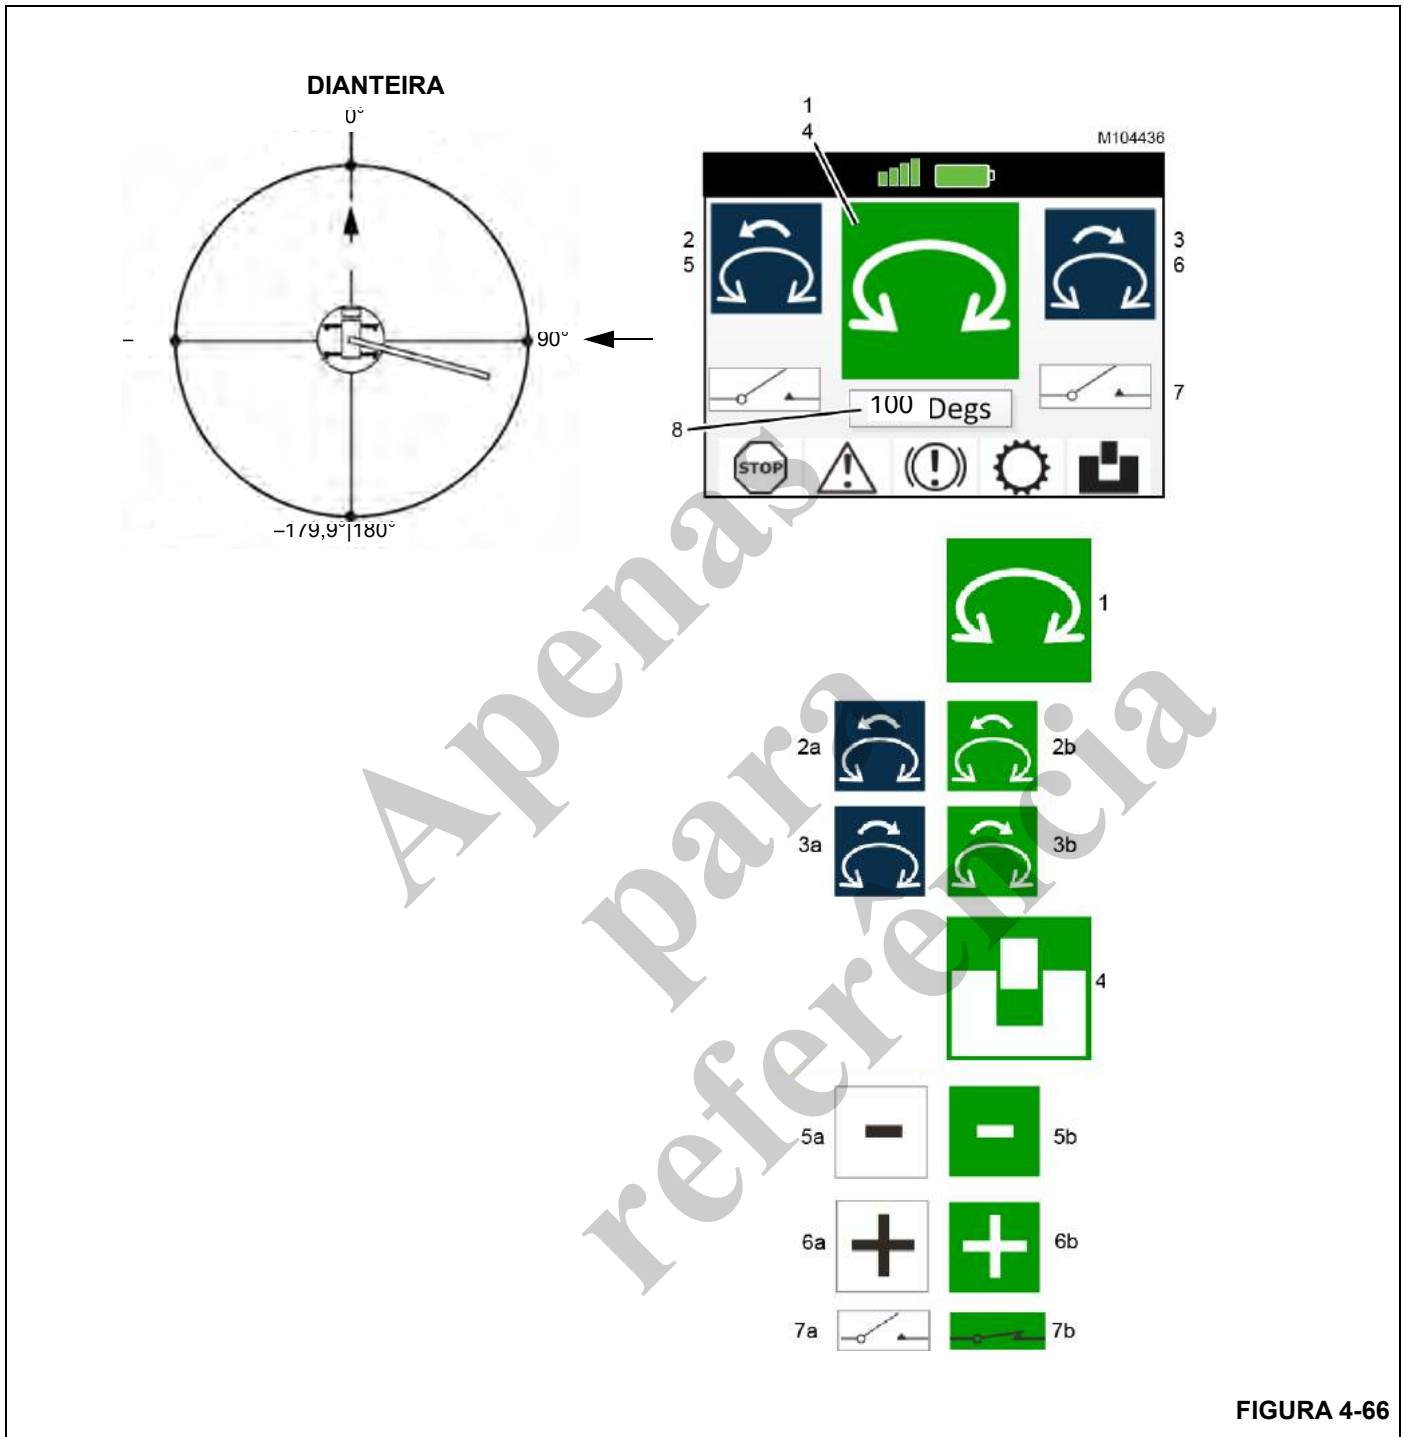 DIANTEIRA
0°
90°
–
–179,9°|180°
1
4
M104436
2
5
3
6
7
100 Degs
8
STOP
1
2a
2b
3a
3b
4
5a
5b
6a
6b
7a
7b
Apenas
para
referência
FIGURA 4-66